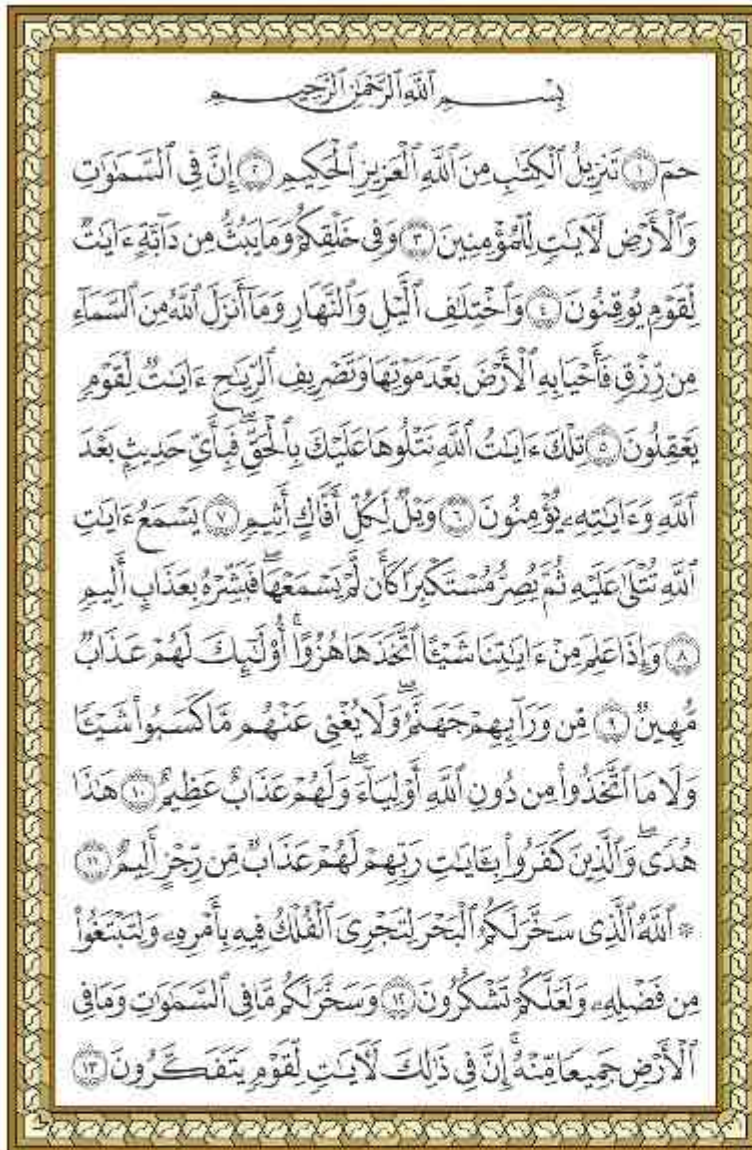 بِسْمِ ٱللَّهِ ٱلرَّحْمَٰنِ ٱلرَّحِيمِ
حمٓ ١ تَنزِيلُ ٱلْكِتَٰبِ مِنَ ٱللَّهِ ٱلْعَزِيزِ ٱلْحَكِيمِ ٢ إِنَّ فِى ٱلسَّمَٰوَٰتِ
وَٱلْأَرْضِ لَءَايَٰتٍ لِّلْمُؤْمِنِينَ ٣ وَفِى خَلْقِكُمْ وَمَا يَبُثُّ مِن دَآبَّةٍ ءَايَٰتٌ
لِّقَوْمٍ يُوقِنُونَ ٤ وَٱخْتِلَٰفِ ٱلَّيْلِ وَٱلنَّهَارِ وَمَآ أَنزَلَ ٱللَّهُ مِنَ ٱلسَّمَآءِ
مِن رِّزْقٍ فَأَحْيَا بِهِ ٱلْأَرْضَ بَعْدَ مَوْتِهَا وَتَصْرِيفِ ٱلرِّيَٰحِ ءَايَٰتٌ لِّقَوْمٍ
يَعْقِلُونَ ٥ تِلْكَ ءَايَٰتُ ٱللَّهِ نَتْلُوهَا عَلَيْكَ بِٱلْحَقِّ ۖ فَبِأَىِّ حَدِيثٍۭ بَعْدَ
ٱللَّهِ وَءَايَٰتِهِۦ يُؤْمِنُونَ ٦ وَيْلٌ لِّكُلِّ أَفَّاكٍ أَثِيمٍ ٧ يَسْمَعُ ءَايَٰتِ
ٱللَّهِ تُتْلَىٰ عَلَيْهِ ثُمَّ يُصِرُّ مُسْتَكْبِرًا كَأَن لَّمْ يَسْمَعْهَا ۖ فَبَشِّرْهُ بِعَذَابٍ أَلِيمٍ
٨ وَإِذَا عَلِمَ مِنْ ءَايَٰتِنَا شَيْـًٔا ٱتَّخَذَهَا هُزُوًا ۚ أُو۟لَٰٓئِكَ لَهُمْ عَذَابٌ
مُّهِينٌ ٩ مِّن وَرَآئِهِمْ جَهَنَّمُ ۖ وَلَا يُغْنِى عَنْهُم مَّا كَسَبُوا۟ شَيْـًٔا
وَلَا مَا ٱتَّخَذُوا۟ مِن دُونِ ٱللَّهِ أَوْلِيَآءَ ۖ وَلَهُمْ عَذَابٌ عَظِيمٌ ١٠ هَٰذَا
هُدًى ۖ وَٱلَّذِينَ كَفَرُوا۟ بِـَٔايَٰتِ رَبِّهِمْ لَهُمْ عَذَابٌ مِّن رِّجْزٍ أَلِيمٌ ١١
۞ ٱللَّهُ ٱلَّذِى سَخَّرَ لَكُمُ ٱلْبَحْرَ لِتَجْرِىَ ٱلْفُلْكُ فِيهِ بِأَمْرِهِۦ وَلِتَبْتَغُوا۟
مِن فَضْلِهِۦ وَلَعَلَّكُمْ تَشْكُرُونَ ١٢ وَسَخَّرَ لَكُم مَّا فِى ٱلسَّمَٰوَٰتِ وَمَا فِى
ٱلْأَرْضِ جَمِيعًا مِّنْهُ ۚ إِنَّ فِى ذَٰلِكَ لَءَايَٰتٍ لِّقَوْمٍ يَتَفَكَّرُونَ ١٣